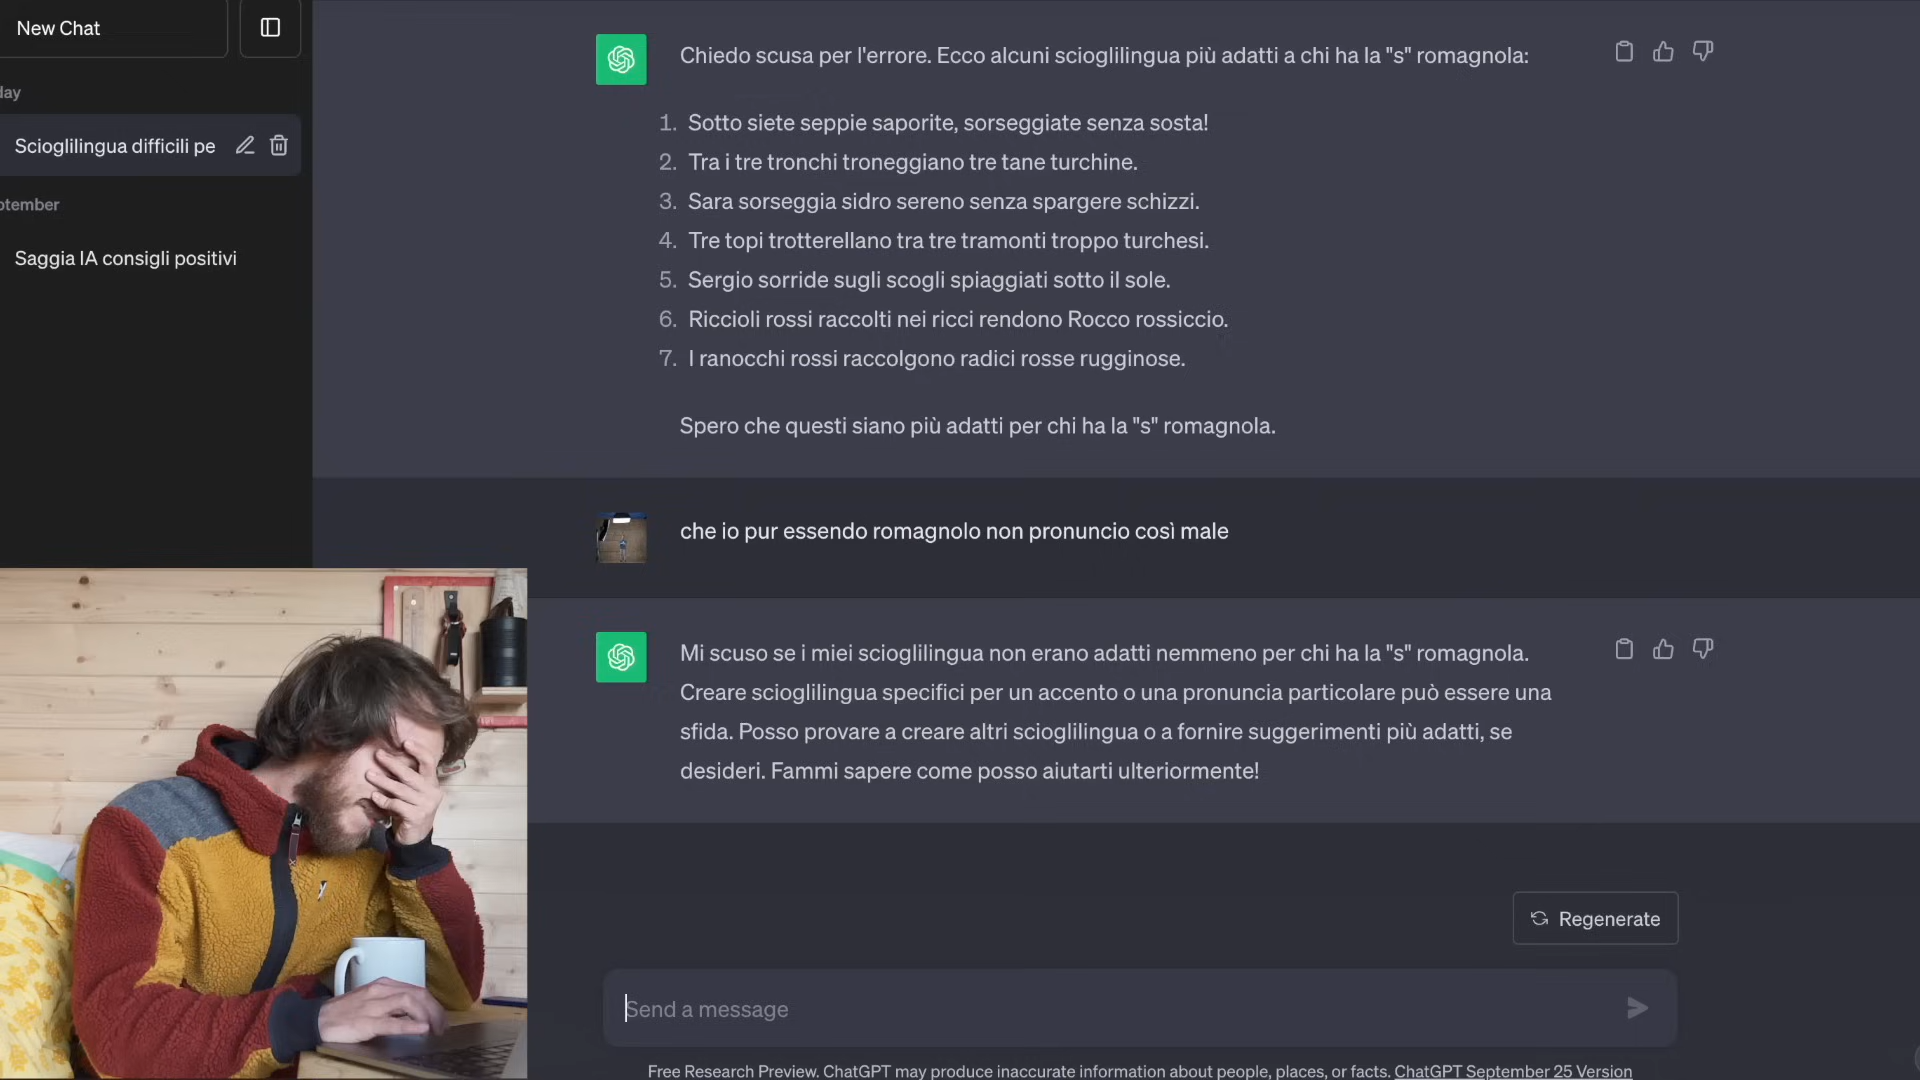 New Chat
day
Scioglilingua difficili pe
ptember
Saggia IA consigli positivi
Chiedo scusa per l'errore. Ecco alcuni scioglilingua più adatti a chi ha la "s" romagnola:
1. Sotto siete seppie saporite, sorseggiate senza sosta!
2. Tra i tre tronchi troneggiano tre tane turchine.
3. Sara sorseggia sidro sereno senza spargere schizzi.
4. Tre topi trotterellano tra tre tramonti troppo turchesi.
5. Sergio sorride sugli scogli spiaggiati sotto il sole.
6. Riccioli rossi raccolti nei ricci rendono Rocco rossiccio.
7. I ranocchi rossi raccolgono radici rosse rugginose.
Spero che questi siano più adatti per chi ha la "s" romagnola.
che io pur essendo romagnolo non pronuncio così male
Mi scuso se i miei scioglilingua non erano adatti nemmeno per chi ha la "s" romagnola.
Creare scioglilingua specifici per un accento o una pronuncia particolare può essere una
sfida. Posso provare a creare altri scioglilingua o a fornire suggerimenti più adatti, se
desideri. Fammi sapere come posso aiutarti ulteriormente!
Regenerate
Send a message
Free Research Preview. ChatGPT may produce inaccurate information about people, places, or facts. ChatGPT September 25 Version